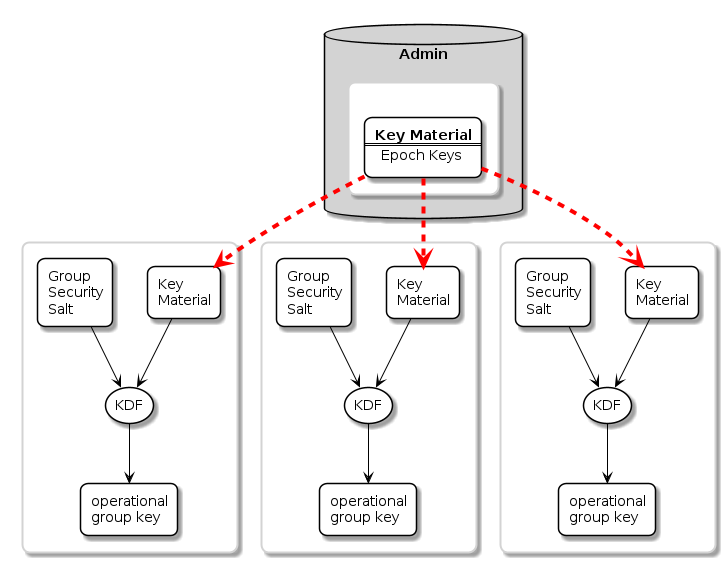 Admin
Key Material
Epoch Keys
Group
Security
Salt
Key
Material
KDF
operational
group key
Group
Security
Salt
Key
Material
KDF
operational
group key
Group
Security
Salt
Key
Material
KDF
operational
group key